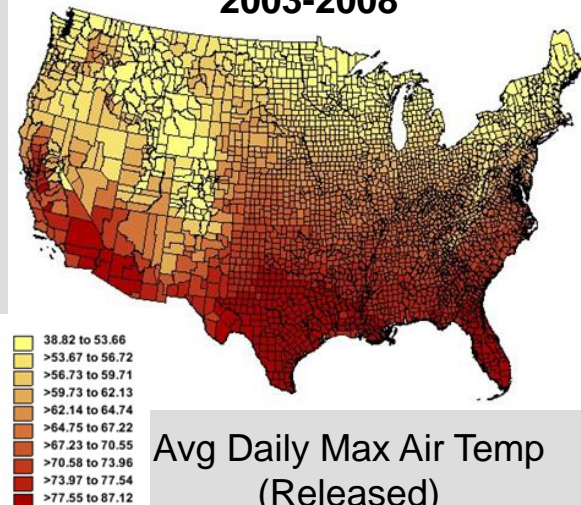 2003-2008
38.82 to 53.66
>53.67 to 56.72
>56.73 to 59.71
>59.73 to 62.13
>62.14 to 64.74
>64.75 to 67.22
>67.23 to 70.55
>70.58 to 73.96
>73.97 to 77.54
>77.55 to 87.12
Avg Daily Max Air Temp
(Released)